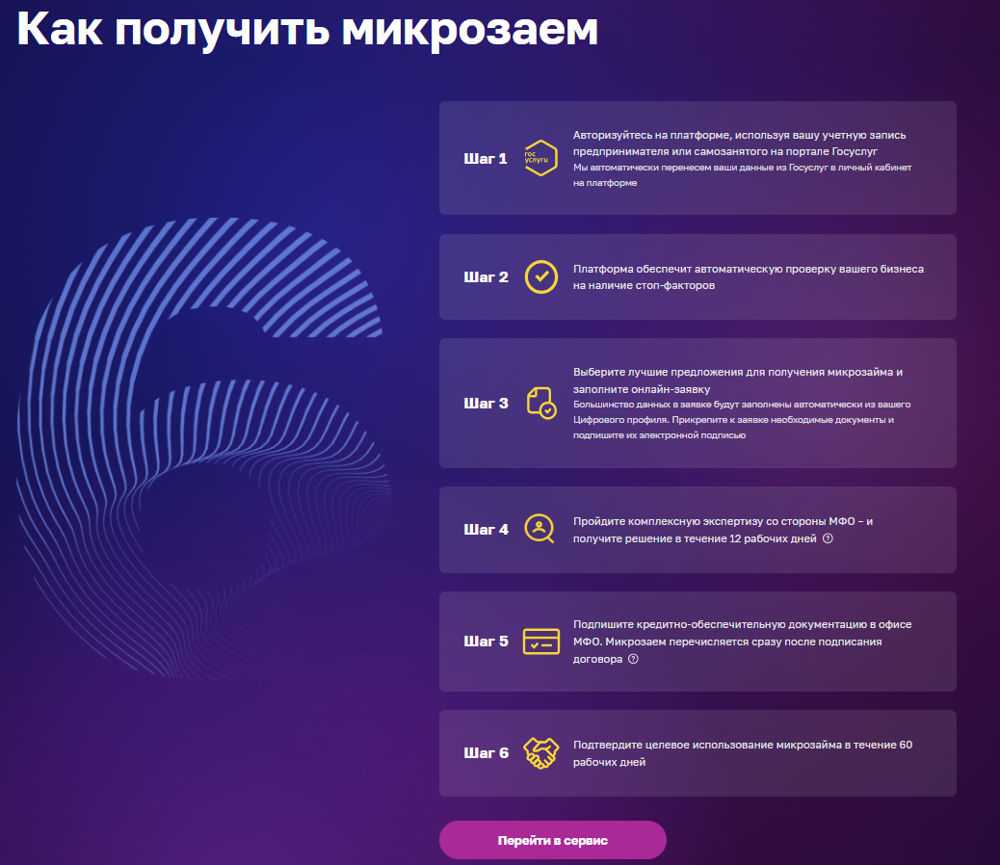 Как получить микрозаем
Шаг 1
гос
услуги
Авторизуйтесь на платформе, используя вашу учетную запись
предпринимателя или самозанятого на портале Госуслуг
Мы автоматически перенесем ваши данные из Госуслуг в личный кабинет
на платформе
Шаг 2
Платформа обеспечит автоматическую проверку вашего бизнеса
на наличие стоп-факторов
Шаг 3
Выберите лучшие предложения для получения микрозайма и
заполните онлайн-заявку
Большинство данных в заявке будут заполнены автоматически из вашего
Цифрового профиля. Прикрепите к заявке необходимые документы и
подпишите их электронной подписью
Шаг 4
Пройдите комплексную экспертизу со стороны МФО – и
получите решение в течение 12 рабочих дней ?
Шаг 5
Подпишите кредитно-обеспечительную документацию в офисе
МФО. Микрозаем перечисляется сразу после подписания
договора ?
Шаг 6
Подтвердите целевое использование микрозайма в течение 60
рабочих дней
Перейти в сервис
6